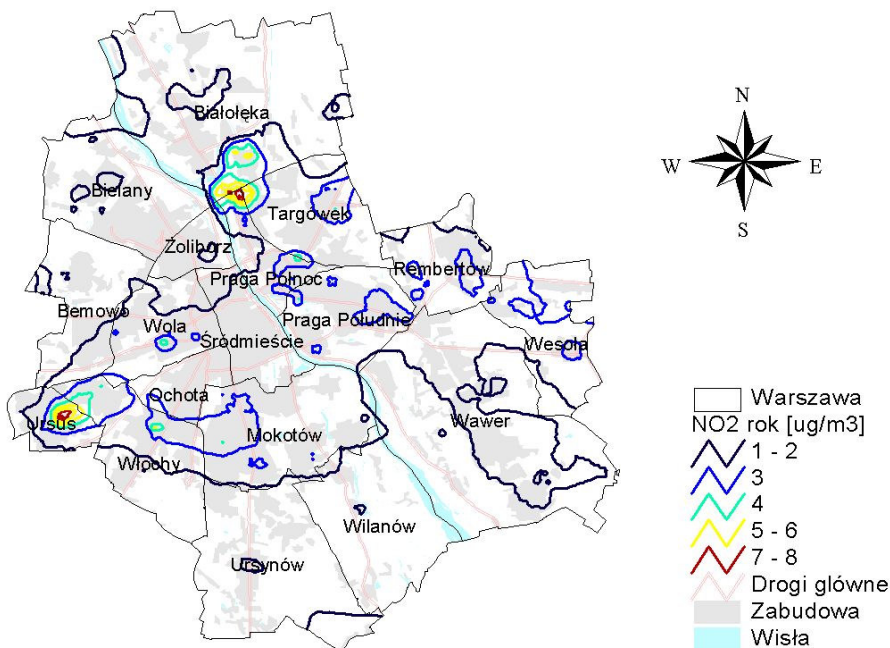 Białołęka
Bielany
Targówek
Żoliborz
Praga Północ
Rembertów
Bemowo
Wola
Śródmieście
Praga Południe
Wesoła
Ursus
Ochota
Mokotów
Wawer
Włochy
Wilanów
Ursynów
N
W
E
S
Warszawa
NO2 rok [ug/m3]
1 - 2
3
4
5 - 6
7 - 8
Drogi glówne
Zabudowa
Wisła